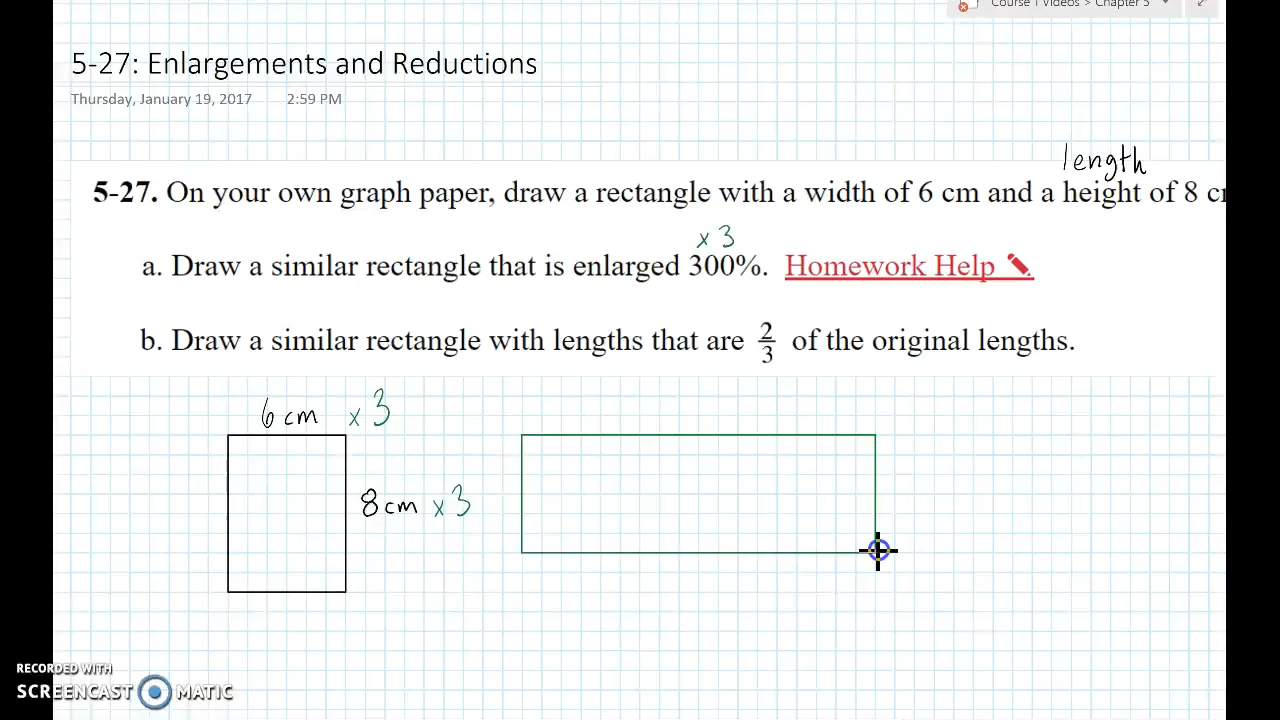 Course 1 Videos > Chapter 5
5-27: Enlargements and Reductions
Thursday, January 19, 2017 2:59 PM
length
5-27. On your own graph paper, draw a rectangle with a width of 6 cm and a height of 8 c
x 3
a. Draw a similar rectangle that is enlarged 300%. Homework Help
b. Draw a similar rectangle with lengths that are 2/3 of the original lengths.
6 cm x 3
8 cm x 3
RECORDED WITH
SCREENCAST MATIC